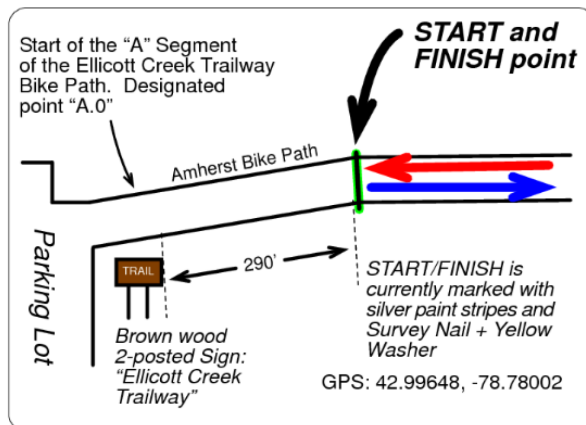 START and
FINISH point
Start of the “A” Segment
of the Ellicott Creek Trailway
Bike Path.  Designated
point “A.0”
Amherst Bike Path
Parking Lot
TRAIL
290’
Brown wood
2-posted Sign:
“Ellicott Creek
Trailway”
START/FINISH is
currently marked with
silver paint stripes and
Survey Nail + Yellow
Washer
GPS: 42.99648, -78.78002